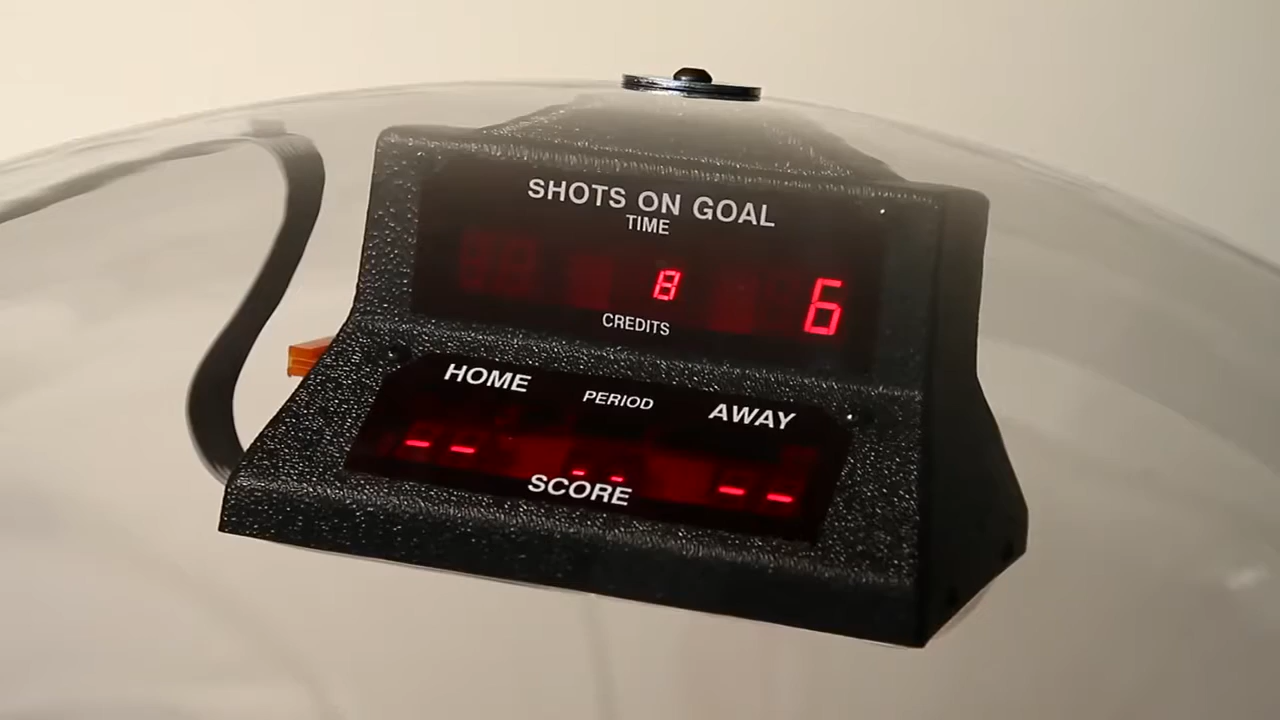 SHOTS ON GOAL
TIME
8 6
CREDITS
HOME PERIOD AWAY
-- -- --
SCORE